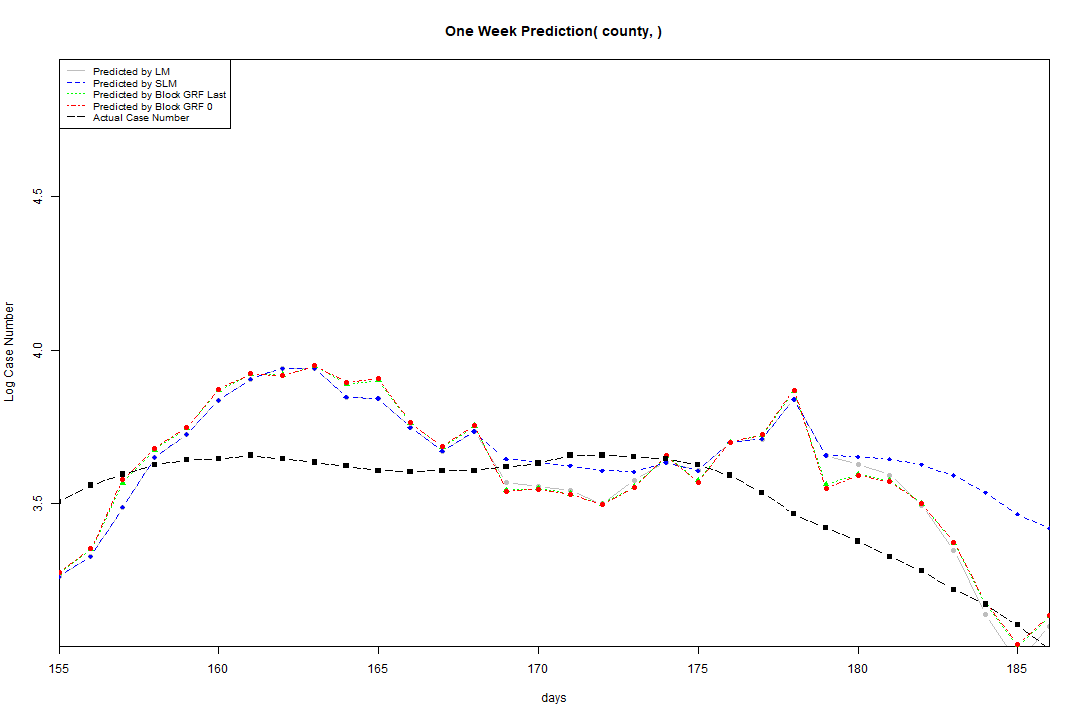 One Week Prediction( county, )
Predicted by LM
Predicted by SLM
Predicted by Block GRF Last
Predicted by Block GRF 0
Actual Case Number
4.5
4.0
3.5
Log Case Number
155 160 165 170 175 180 185
days